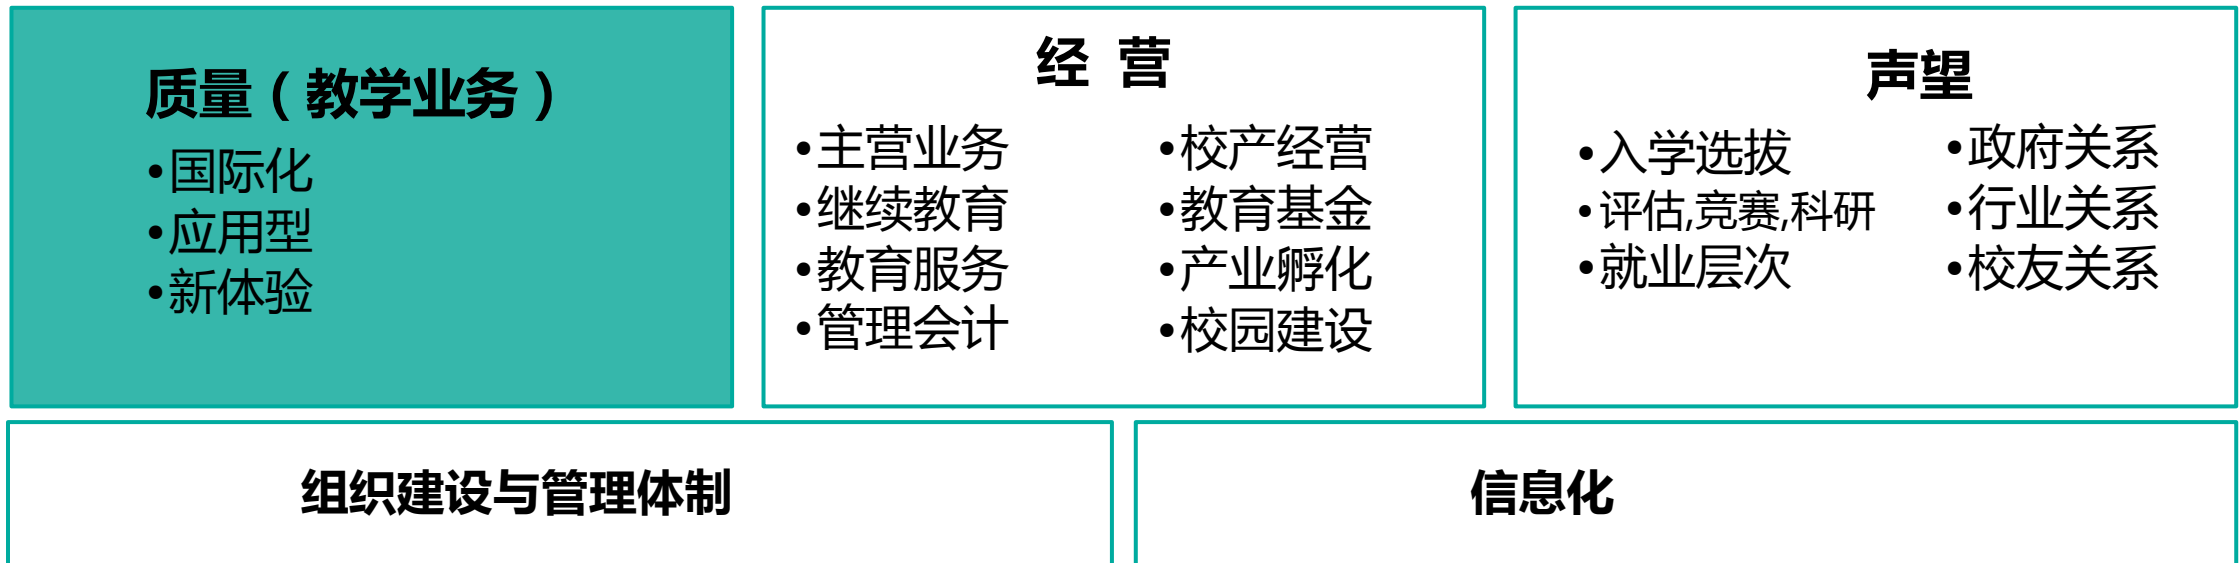 质量（教学业务）
•国际化
•应用型
•新体验
经 营
•主营业务
•继续教育
•教育服务
•管理会计
•校产经营
•教育基金
•产业孵化
•校园建设
声望
•入学选拔
•评估,竞赛,科研
•就业层次
•政府关系
•行业关系
•校友关系
组织建设与管理体制
信息化